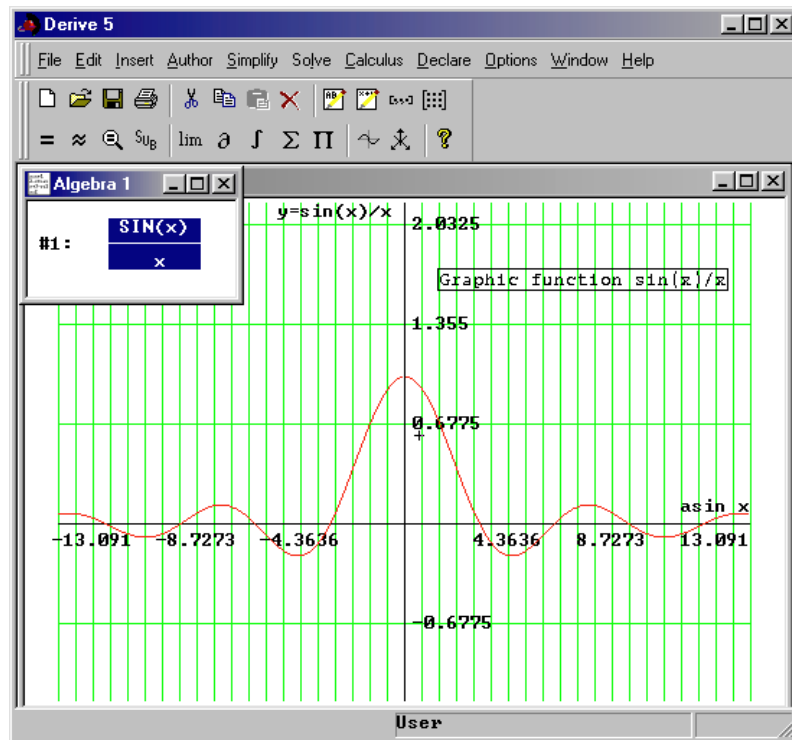 Derive 5
File Edit Insert Author Simplify Solve Calculus Declare Options Window Help
= ≈ SUB lim ∂ ∫ Σ Π ?
Algebra 1
#1: SIN(x)
x
y=sin(x)/x
2.0325
Graphic function sin(x)/x
1.355
0.6775
asin x
-13.091 -8.7273 -4.3636 4.3636 8.7273 13.091
-0.6775
User